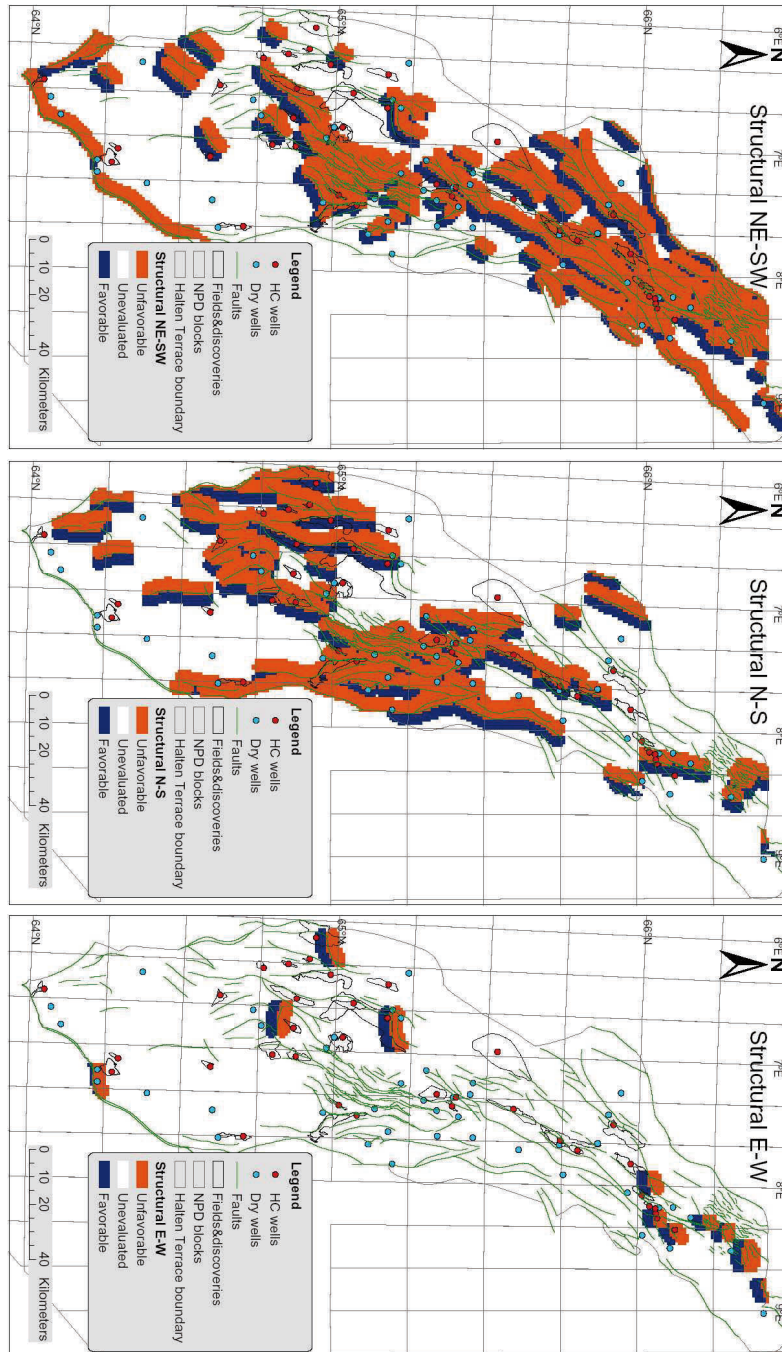 6°E 7°E 8°E 9°E
N
Structural NE-SW
66°N
65°N
64°N
Legend
HC wells
Dry wells
Faults
Fields&discoveries
NPD blocks
Halten Terrace boundary
Structural NE-SW
Unfavorable
Unevaluated
Favorable
0 10 20 40 Kilometers
6°E 7°E 8°E 9°E
N
Structural N-S
66°N
65°N
64°N
Legend
HC wells
Dry wells
Faults
Fields&discoveries
NPD blocks
Halten Terrace boundary
Structural N-S
Unfavorable
Unevaluated
Favorable
0 10 20 40 Kilometers
6°E 7°E 8°E 9°E
N
Structural E-W
66°N
65°N
64°N
Legend
HC wells
Dry wells
Faults
Fields&discoveries
NPD blocks
Halten Terrace boundary
Structural E-W
Unfavorable
Unevaluated
Favorable
0 10 20 40 Kilometers